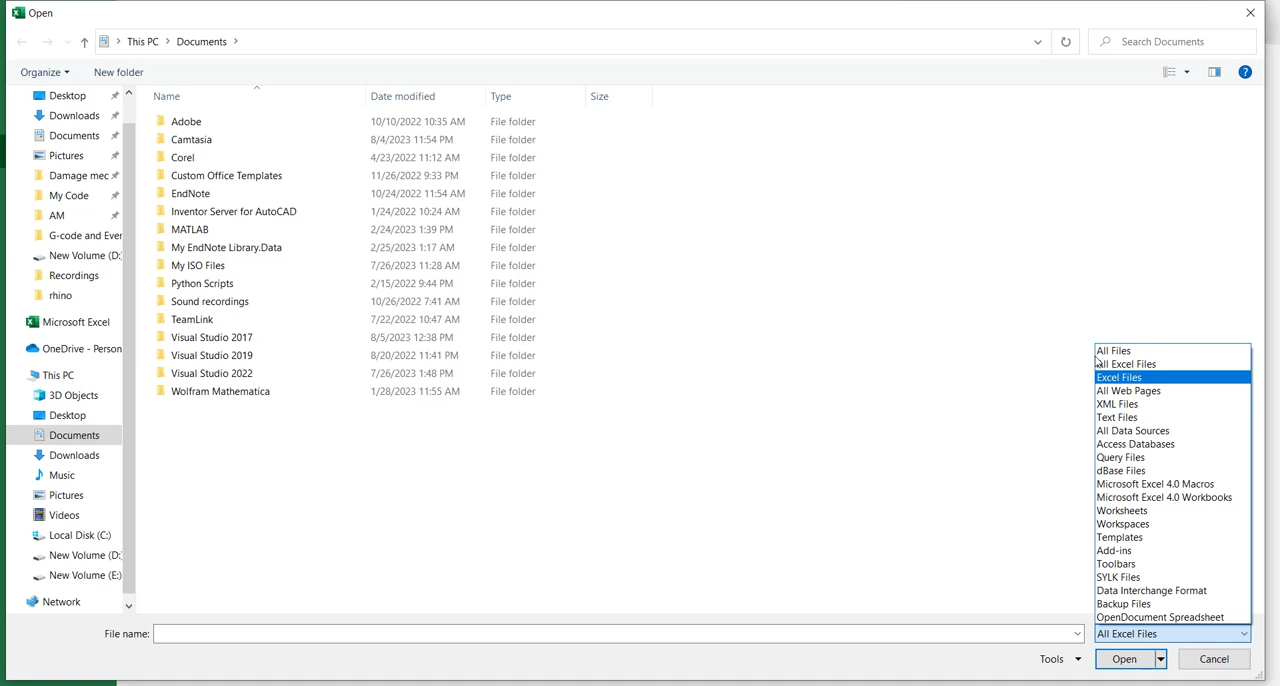 Open
This PC > Documents >
Search Documents
Organize
New folder
Name
Date modified
Type
Size
Desktop
Downloads
Documents
Pictures
Damage mec
My Code
AM
G-code and Ever
New Volume (D:
Recordings
rhino
Microsoft Excel
OneDrive - Person
This PC
3D Objects
Desktop
Documents
Downloads
Music
Pictures
Videos
Local Disk (C:)
New Volume (D:
New Volume (E:)
Network
Adobe 10/10/2022 10:35 AM File folder
Camtasia 8/4/2023 11:54 PM File folder
Corel 4/23/2022 11:12 AM File folder
Custom Office Templates 11/26/2022 9:33 PM File folder
EndNote 10/24/2022 11:54 AM File folder
Inventor Server for AutoCAD 1/24/2022 10:24 AM File folder
MATLAB 2/24/2023 1:39 PM File folder
My EndNote Library.Data 2/25/2023 1:17 AM File folder
My ISO Files 7/26/2023 11:28 AM File folder
Python Scripts 2/15/2022 9:44 PM File folder
Sound recordings 10/26/2022 7:41 AM File folder
TeamLink 7/22/2022 10:47 AM File folder
Visual Studio 2017 8/5/2023 12:38 PM File folder
Visual Studio 2019 8/20/2022 11:41 PM File folder
Visual Studio 2022 7/26/2023 1:48 PM File folder
Wolfram Mathematica 1/28/2023 11:55 AM File folder
All Files
All Excel Files
Excel Files
All Web Pages
XML Files
Text Files
All Data Sources
Access Databases
Query Files
dBase Files
Microsoft Excel 4.0 Macros
Microsoft Excel 4.0 Workbooks
Worksheets
Workspaces
Templates
Add-ins
Toolbars
SYLK Files
Data Interchange Format
Backup Files
OpenDocument Spreadsheet
File name:
All Excel Files
Tools
Open
Cancel